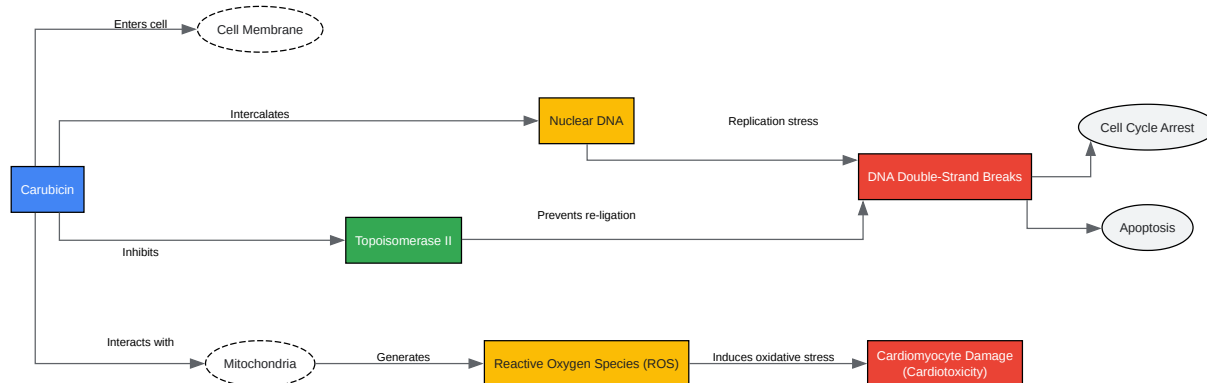 Enters cell
Cell Membrane
Intercalates
Nuclear DNA
Replication stress
Cell Cycle Arrest
Carubicin
DNA Double-Strand Breaks
Prevents re-ligation
Apoptosis
Inhibits
Topoisomerase II
Interacts with
Mitochondria
Generates
Reactive Oxygen Species (ROS)
Induces oxidative stress
Cardiomyocyte Damage
(Cardiotoxicity)